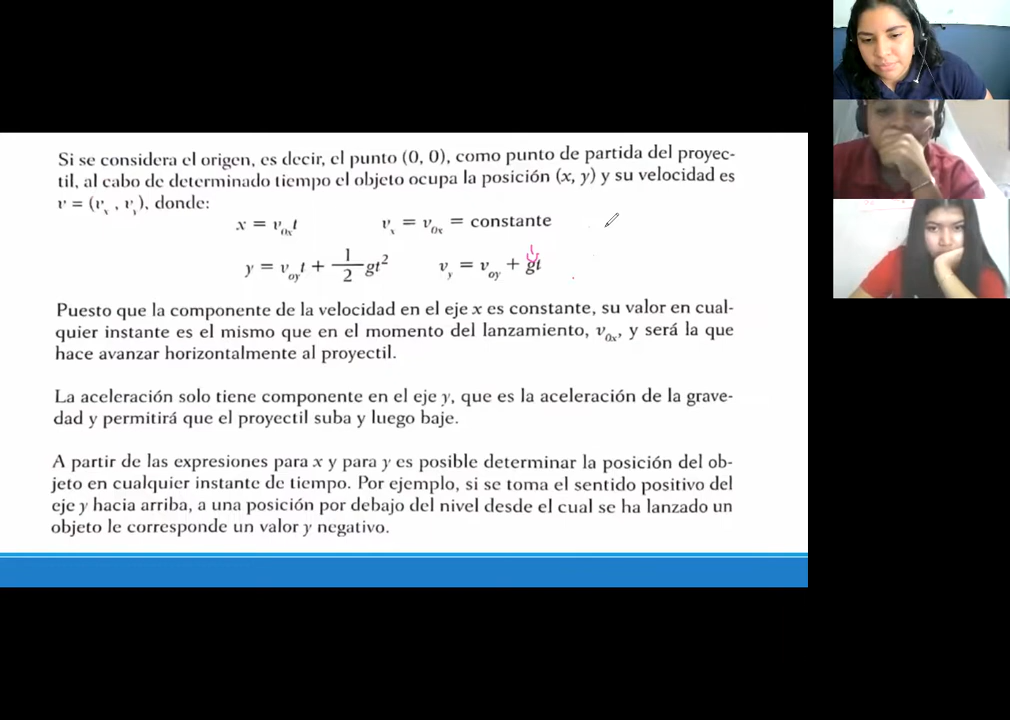 Si se considera el origen, es decir, el punto (0, 0), como punto de partida del proyec-
til, al cabo de determinado tiempo el objeto ocupa la posición (x, y) y su velocidad es
v = (vₓ , vᵧ), donde:
x = v₀ₓt vₓ = v₀ₓ = constante
y = v₀ᵧt + 1/2 gt² vᵧ = v₀ᵧ + gt
Puesto que la componente de la velocidad en el eje x es constante, su valor en cual-
quier instante es el mismo que en el momento del lanzamiento, v₀ₓ, y será la que
hace avanzar horizontalmente al proyectil.
La aceleración solo tiene componente en el eje y, que es la aceleración de la grave-
dad y permitirá que el proyectil suba y luego baje.
A partir de las expresiones para x y para y es posible determinar la posición del ob-
jeto en cualquier instante de tiempo. Por ejemplo, si se toma el sentido positivo del
eje y hacia arriba, a una posición por debajo del nivel desde el cual se ha lanzado un
objeto le corresponde un valor y negativo.